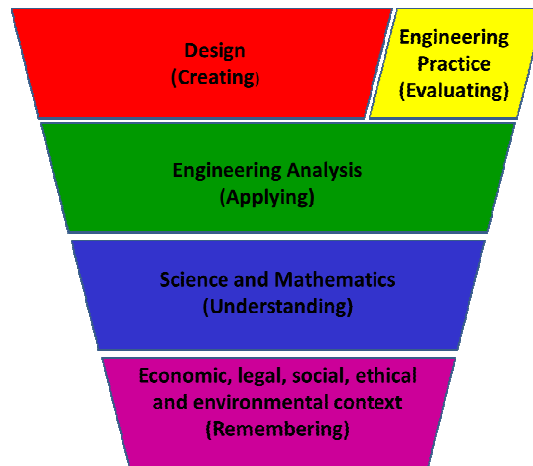 Design
(Creating)
Engineering
Practice
(Evaluating)
Engineering Analysis
(Applying)
Science and Mathematics
(Understanding)
Economic, legal, social, ethical
and environmental context
(Remembering)